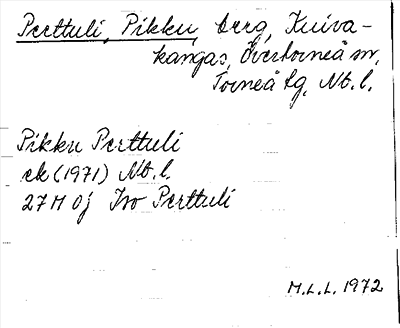 Perttuli, Pikku, berg, Kuiva-
kangas, Övertorneå sn,
Torneå tg, Nb. l.
Pikku Perttuli
ek (1971) Nb. l.
27 M 0j Iso Perttuli
M.L.L. 1972